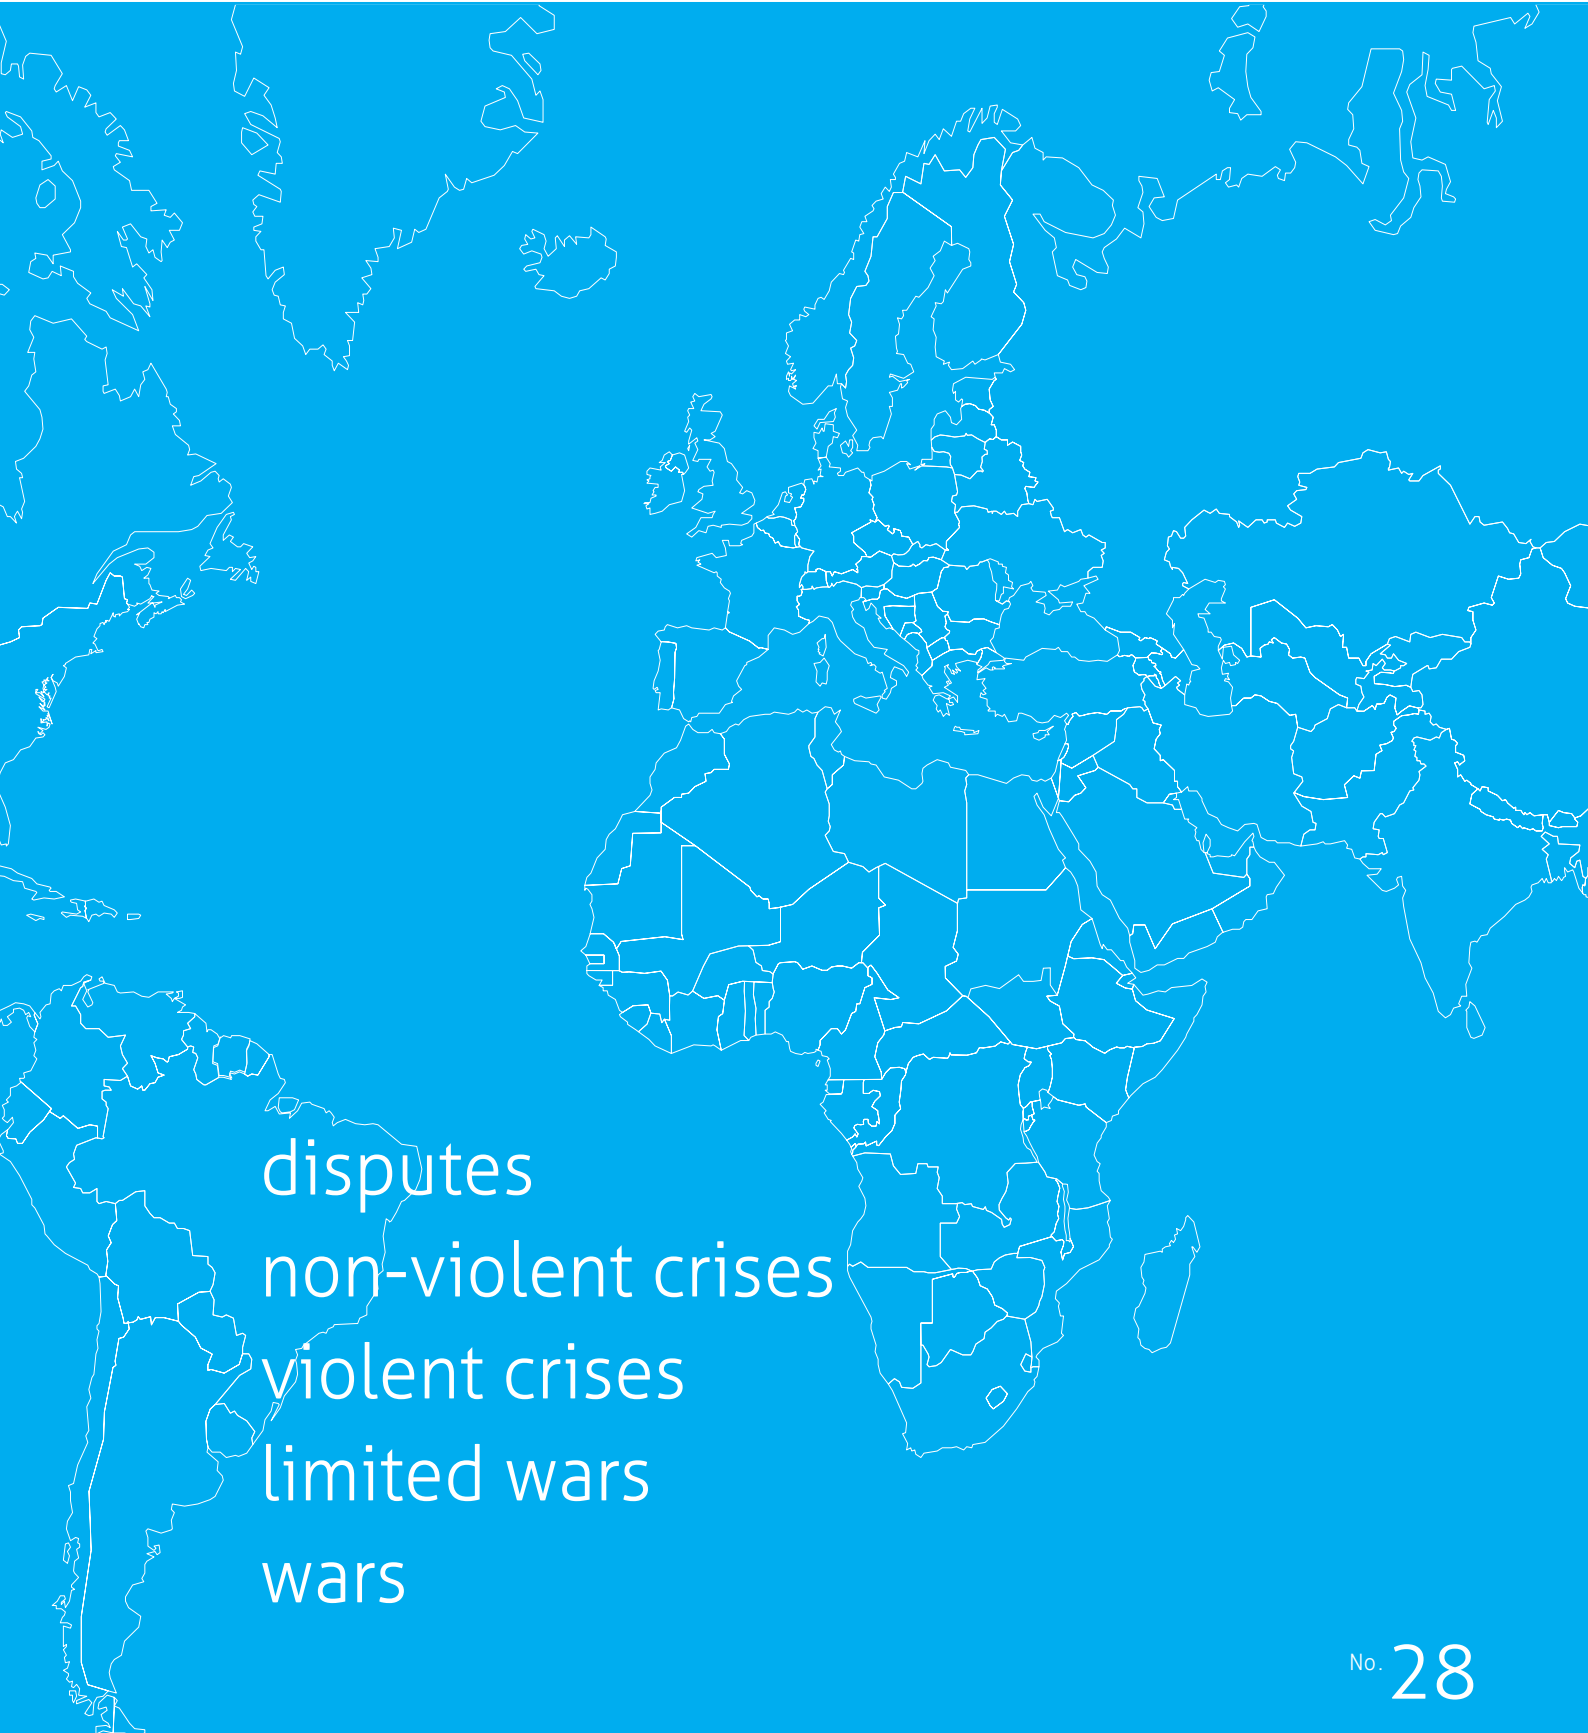 disputes
non-violent crises
violent crises
limited wars
wars
No. 28